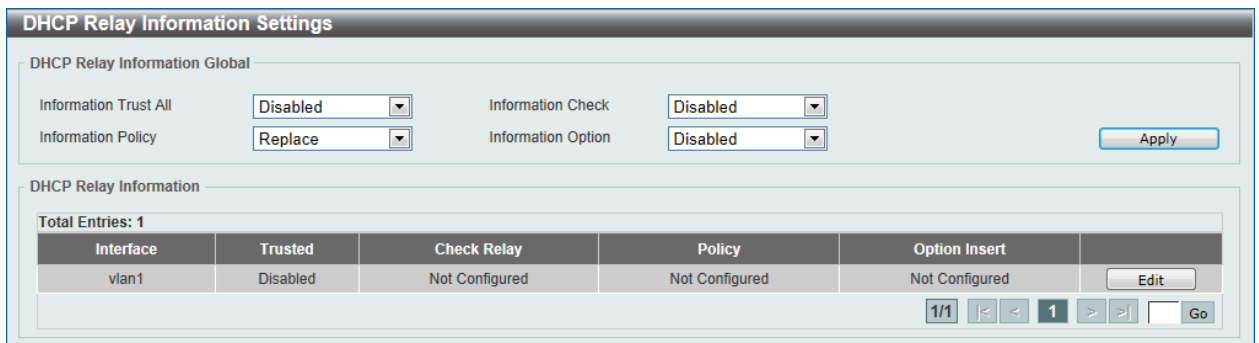 DHCP Relay Information Settings
DHCP Relay Information Global
Information Trust All Disabled Information Check Disabled
Information Policy Replace Information Option Disabled Apply
DHCP Relay Information
Total Entries: 1
Interface Trusted Check Relay Policy Option Insert
vlan1 Disabled Not Configured Not Configured Not Configured Edit
1/1 |< < 1 > >| Go